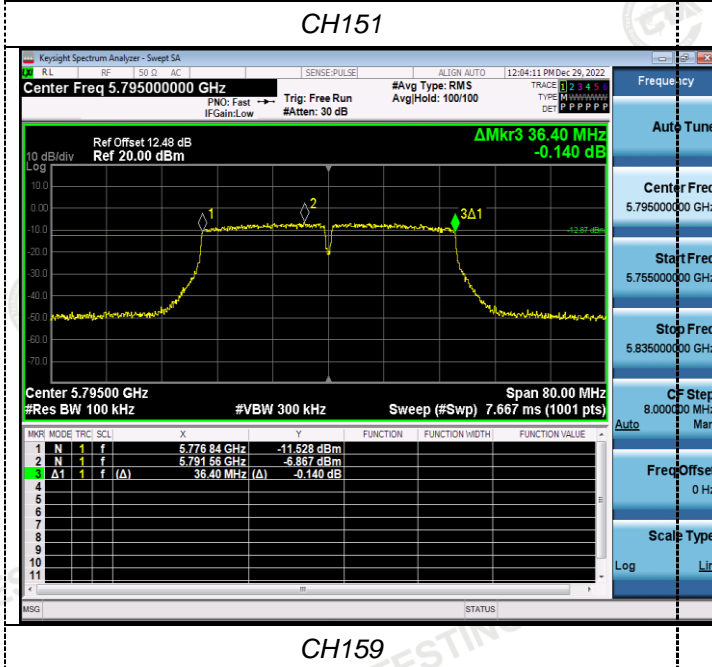 CH151
Keysight Spectrum Analyzer - Swept SA
RL RF 50 Ω AC SENSE:PULSE ALIGN AUTO 12:04:11 PM Dec 29, 2022
Center Freq 5.795000000 GHz #Avg Type: RMS TRACE 1 2 3 4 5 6 Frequency
PNO: Fast Trig: Free Run Avg|Hold: 100/100 TYPE M WWWWW
IFGain:Low #Atten: 30 dB DET P P P P P P
Auto Tune
Ref Offset 12.48 dB ΔMkr3 36.40 MHz
10 dB/div Ref 20.00 dBm -0.140 dB
Log
10.0
0.00
-10.0
-30.0
-40.0
-50.0
-60.0
-70.0
1
2
3Δ1
-12.87 dBm
Center Freq
5.795000000 GHz
Start Freq
5.755000000 GHz
Stop Freq
5.835000000 GHz
Center 5.79500 GHz Span 80.00 MHz
#Res BW 100 kHz #VBW 300 kHz Sweep (#Swp) 7.667 ms (1001 pts)
CF Step
8.000000 MHz
Auto Man
MKR MODE TRC SCL X Y FUNCTION FUNCTION WIDTH FUNCTION VALUE
1 N 1 f 5.776 84 GHz -11.528 dBm
2 N 1 f 5.791 56 GHz -6.867 dBm
3 Δ1 1 f (Δ) 36.40 MHz (Δ) -0.140 dB
4
5
6
7
8
9
10
11
Freq Offset
0 Hz
Scale Type
Log Lin
MSG STATUS
CH159
TESTING